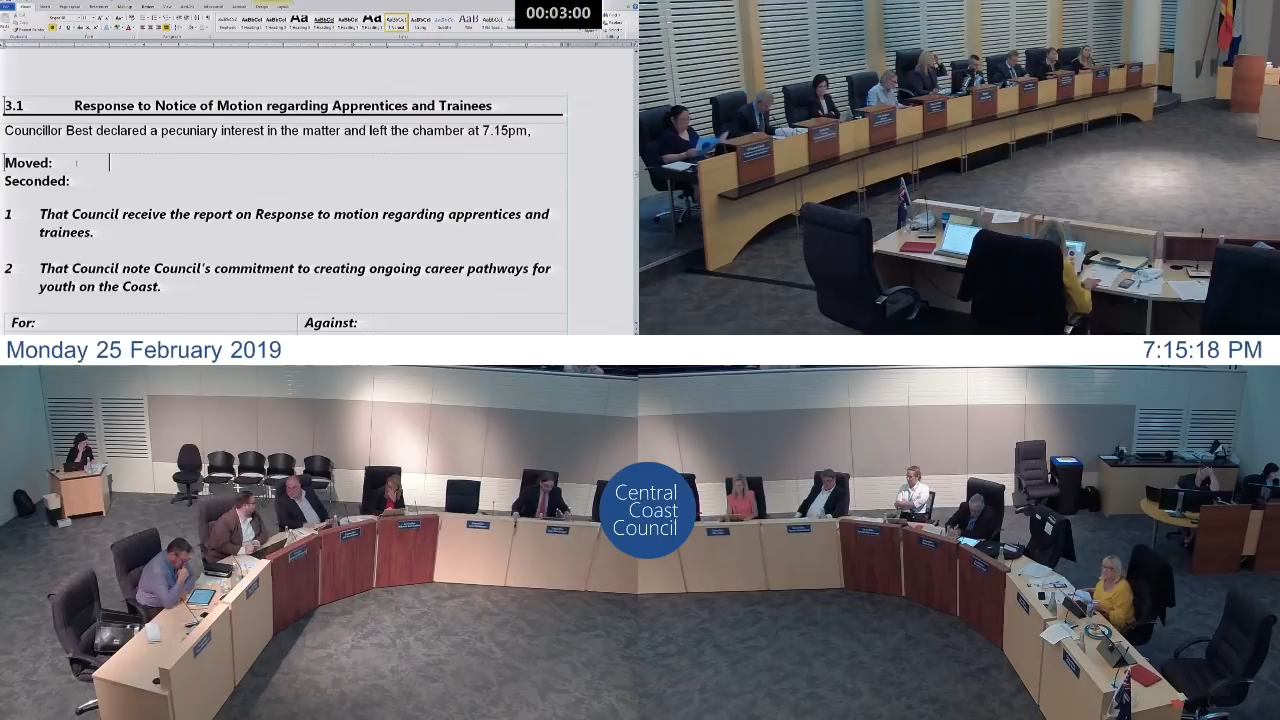 00:03:00
3.1 Response to Notice of Motion regarding Apprentices and Trainees
Councillor Best declared a pecuniary interest in the matter and left the chamber at 7.15pm,
Moved:
Seconded:
1 That Council receive the report on Response to motion regarding apprentices and
trainees.
2 That Council note Council's commitment to creating ongoing career pathways for
youth on the Coast.
For: Against:
Monday 25 February 2019
7:15:18 PM
Central
Coast
Council